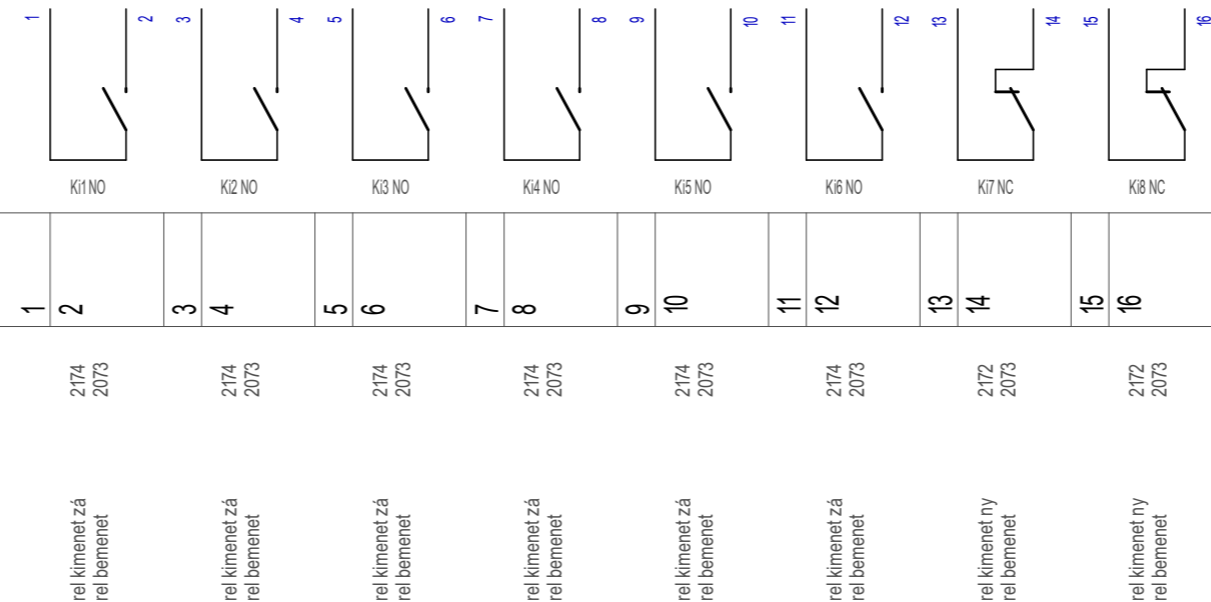 1 2 3 4 5 6 7 8 9 10 11 12 13 14 15 16
Ki1 NO Ki2 NO Ki3 NO Ki4 NO Ki5 NO Ki6 NO Ki7 NC Ki8 NC
1 2 3 4 5 6 7 8 9 10 11 12 13 14 15 16
2174
2073
2174
2073
2174
2073
2174
2073
2174
2073
2174
2073
2172
2073
2172
2073
rel kimenet zá
rel bemenet
rel kimenet zá
rel bemenet
rel kimenet zá
rel bemenet
rel kimenet zá
rel bemenet
rel kimenet zá
rel bemenet
rel kimenet zá
rel bemenet
rel kimenet ny
rel bemenet
rel kimenet ny
rel bemenet